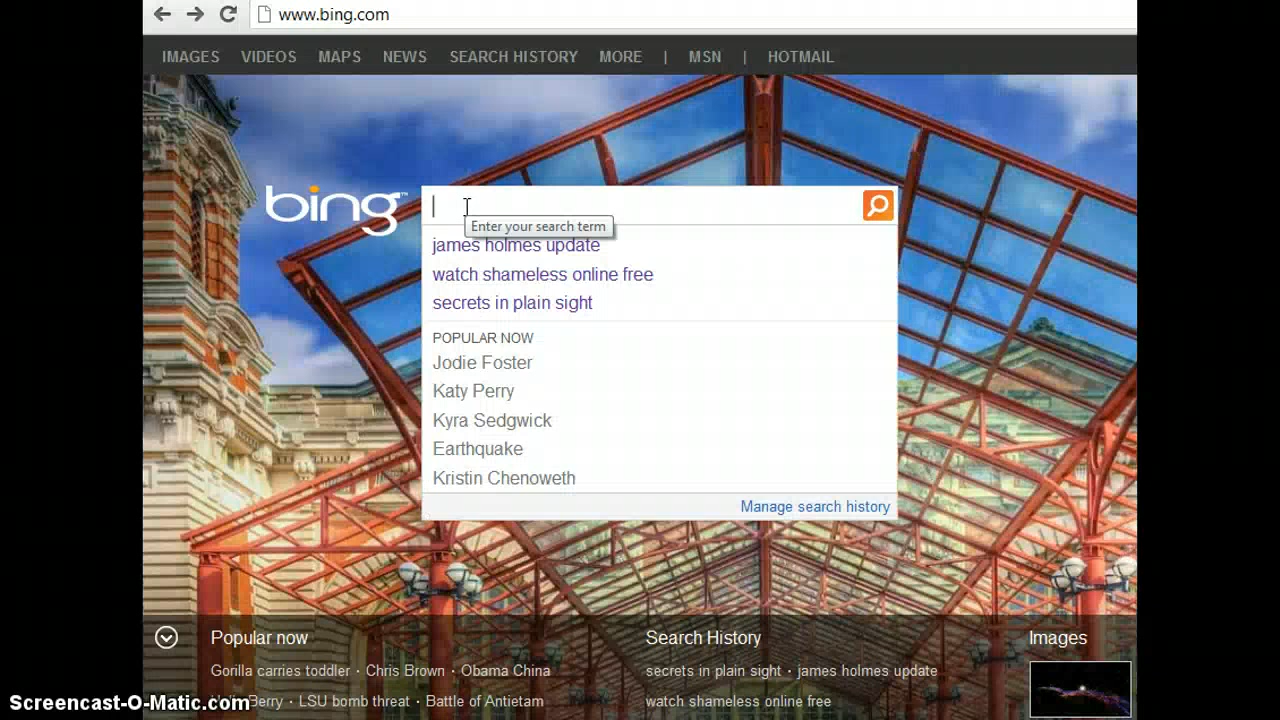 www.bing.com
IMAGES VIDEOS MAPS NEWS SEARCH HISTORY MORE | MSN | HOTMAIL
bing™
Enter your search term
james holmes update
watch shameless online free
secrets in plain sight
POPULAR NOW
Jodie Foster
Katy Perry
Kyra Sedgwick
Earthquake
Kristin Chenoweth
Manage search history
Popular now
Gorilla carries toddler · Chris Brown · Obama China
Berry · LSU bomb threat · Battle of Antietam
Search History
secrets in plain sight · james holmes update
watch shameless online free
Images
Screencast-O-Matic.com